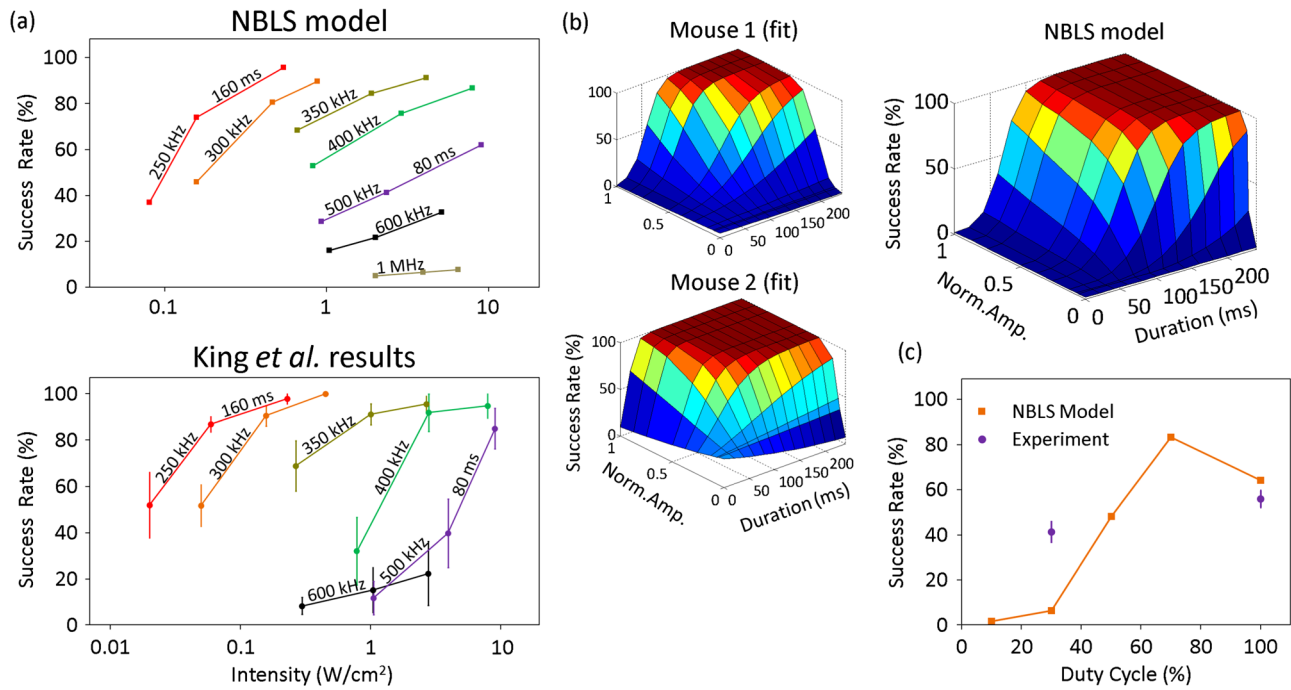 (a)
NBLS model
Success Rate (%)
100
80
60
40
20
0
250 kHz
160 ms
300 kHz
350 kHz
400 kHz
500 kHz
80 ms
600 kHz
1 MHz
0.1
1
10
King et al. results
Success Rate (%)
100
80
60
40
20
0
250 kHz
160 ms
300 kHz
350 kHz
400 kHz
80 ms
600 kHz
500 kHz
0.01
0.1
1
10
Intensity (W/cm²)
(b)
Mouse 1 (fit)
Success Rate (%)
100
50
0
1
0.5
0
0
50
100
150
200
Mouse 2 (fit)
Success Rate (%)
100
50
0
1
0.5
0
Norm.Amp.
0
50
100
150
200
Duration (ms)
NBLS model
Success Rate (%)
100
50
0
1
0.5
0
Norm.Amp.
0
50
100
150
200
Duration (ms)
(c)
NBLS Model
Experiment
Success Rate (%)
100
80
60
40
20
0
0
20
40
60
80
100
Duty Cycle (%)